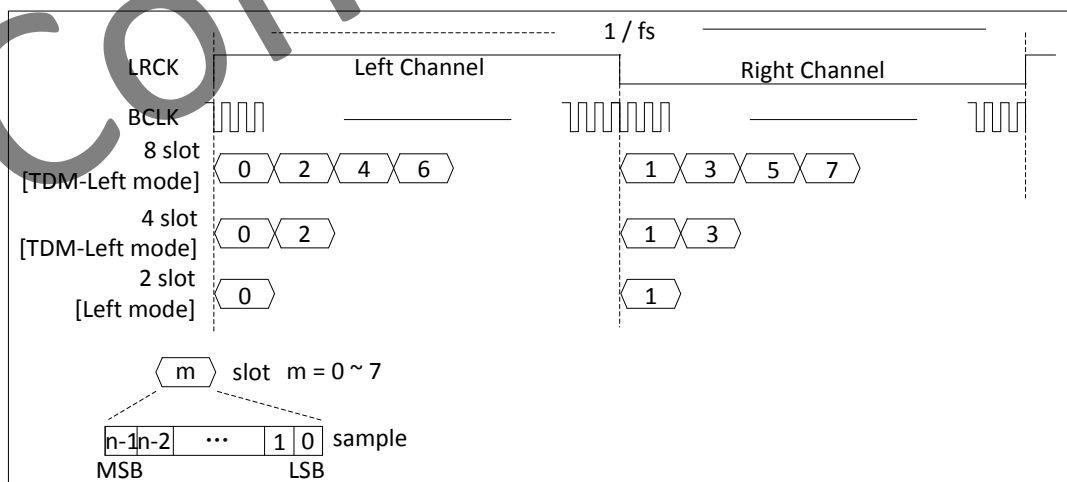 1 / fs
LRCK Left Channel Right Channel
BCLK
8 slot
[TDM-Left mode] 0 2 4 6 1 3 5 7
4 slot
[TDM-Left mode] 0 2 1 3
2 slot
[Left mode] 0 1
m slot m = 0 ~ 7
n-1 n-2 ••• 1 0 sample
MSB LSB
Con